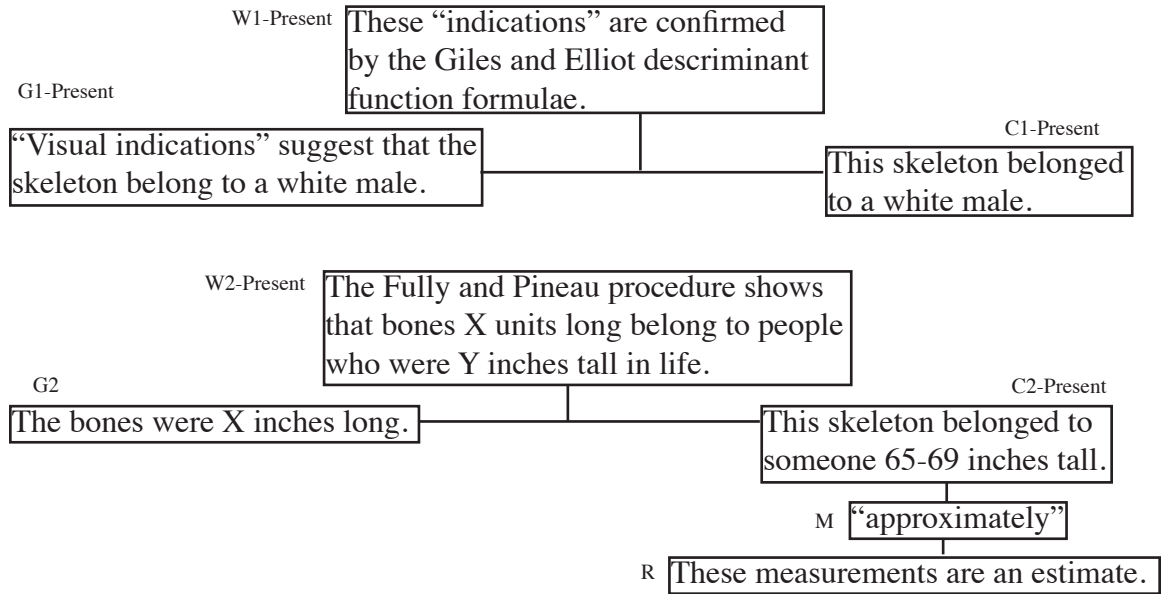 W1-Present
These “indications” are confirmed
by the Giles and Elliot descriminant
function formulae.
G1-Present
“Visual indications” suggest that the
skeleton belong to a white male.
C1-Present
This skeleton belonged
to a white male.
W2-Present
The Fully and Pineau procedure shows
that bones X units long belong to people
who were Y inches tall in life.
G2
The bones were X inches long.
C2-Present
This skeleton belonged to
someone 65-69 inches tall.
M
“approximately”
R
These measurements are an estimate.